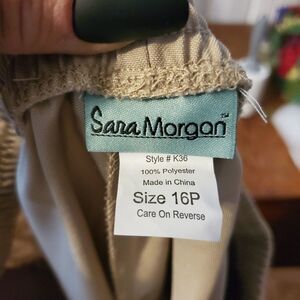 Sara Morgan™
Style # K36
100% Polyester
Made in China
Size 16P
Care On Reverse